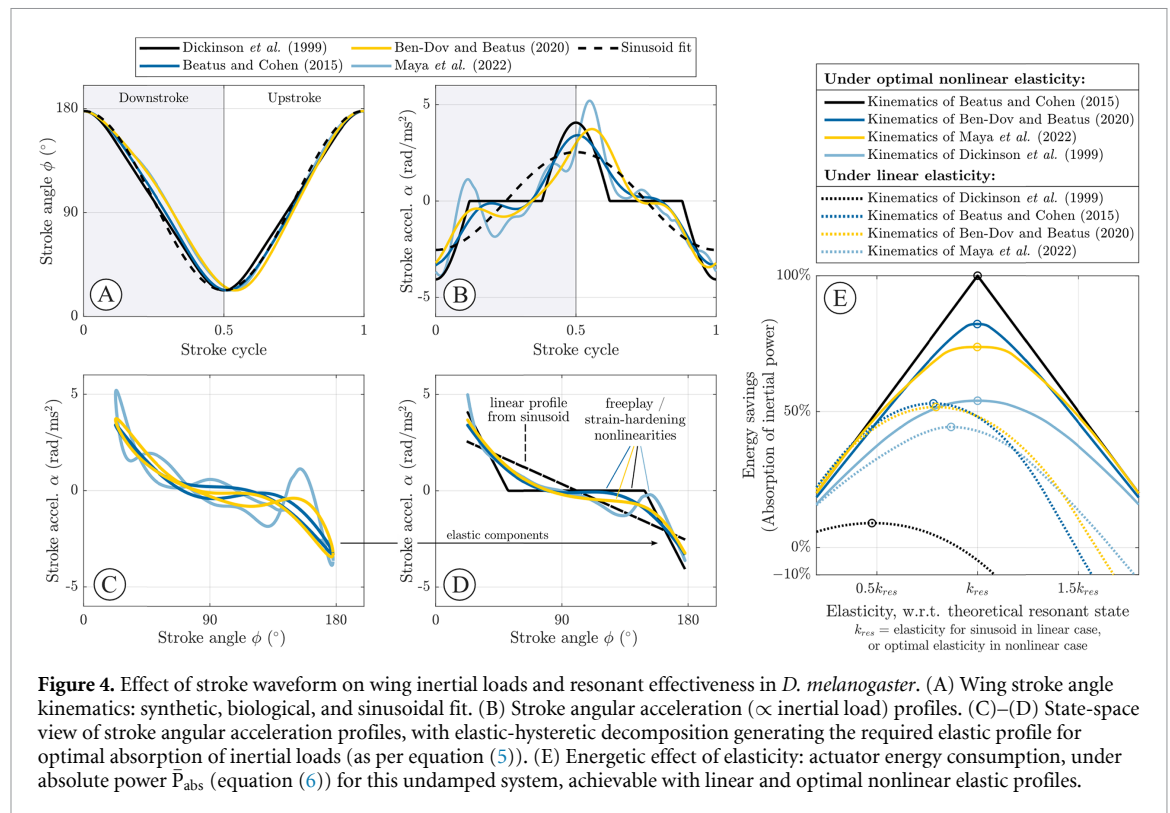 Dickinson et al. (1999)
Ben-Dov and Beatus (2020)
Sinusoid fit
Beatus and Cohen (2015)
Maya et al. (2022)
Downstroke
Upstroke
180
90
0
Stroke angle ϕ (°)
0
0.5
1
Stroke cycle
A
5
0
-5
Stroke accel. α (rad/ms²)
0
0.5
1
Stroke cycle
B
5
0
-5
Stroke accel. α (rad/ms²)
0
90
180
Stroke angle ϕ (°)
C
linear profile
from sinusoid
freeplay /
strain-hardening
nonlinearities
elastic components
5
0
-5
Stroke accel. α (rad/ms²)
0
90
180
Stroke angle ϕ (°)
D
Under optimal nonlinear elasticity:
Kinematics of Beatus and Cohen (2015)
Kinematics of Ben-Dov and Beatus (2020)
Kinematics of Maya et al. (2022)
Kinematics of Dickinson et al. (1999)
Under linear elasticity:
Kinematics of Dickinson et al. (1999)
Kinematics of Beatus and Cohen (2015)
Kinematics of Ben-Dov and Beatus (2020)
Kinematics of Maya et al. (2022)
100%
50%
0%
−10%
Energy savings
(Absorption of inertial power)
E
0.5k_res
k_res
1.5k_res
Elasticity, w.r.t. theoretical resonant state
k_res = elasticity for sinusoid in linear case,
or optimal elasticity in nonlinear case
Figure 4. Effect of stroke waveform on wing inertial loads and resonant effectiveness in D. melanogaster. (A) Wing stroke angle
kinematics: synthetic, biological, and sinusoidal fit. (B) Stroke angular acceleration (∝ inertial load) profiles. (C)–(D) State-space
view of stroke angular acceleration profiles, with elastic-hysteretic decomposition generating the required elastic profile for
optimal absorption of inertial loads (as per equation (5)). (E) Energetic effect of elasticity: actuator energy consumption, under
absolute power P̄abs (equation (6)) for this undamped system, achievable with linear and optimal nonlinear elastic profiles.